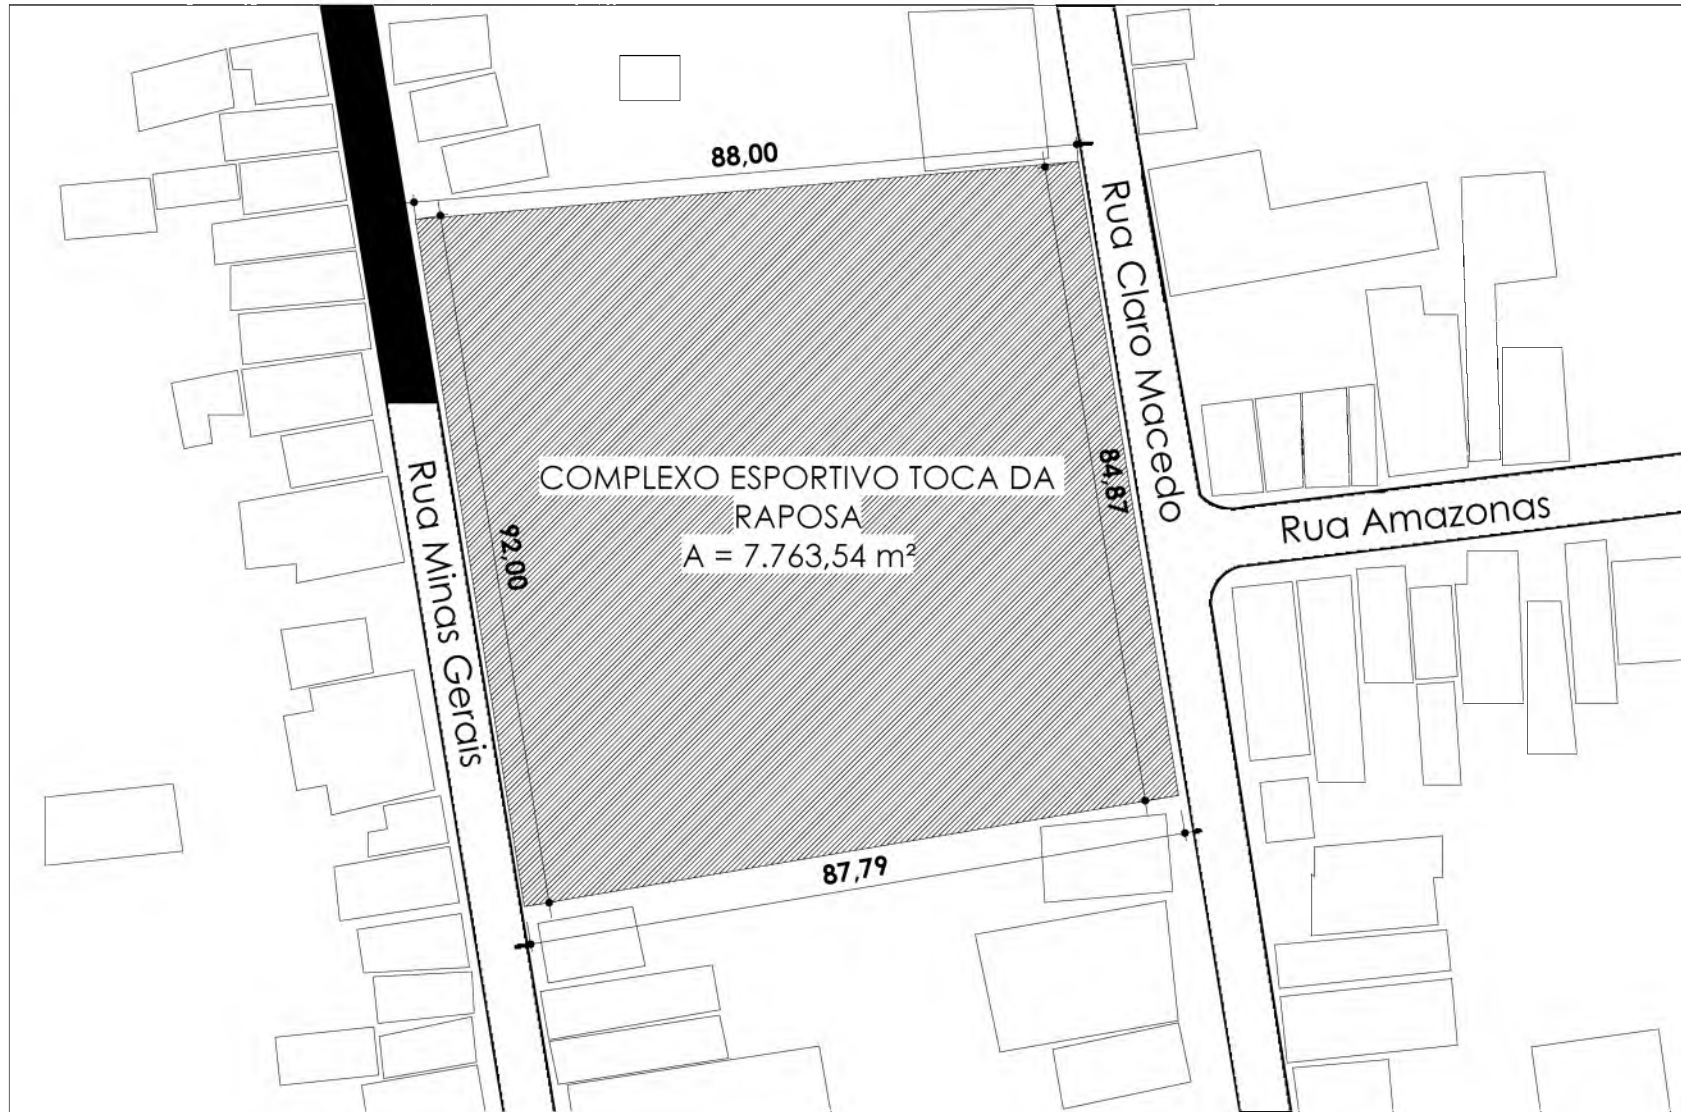 88,00
Rua Claro Macedo
COMPLEXO ESPORTIVO TOCA DA
RAPOSA
A = 7.763,54 m²
84,87
92,00
Rua Minas Gerais
Rua Amazonas
87,79